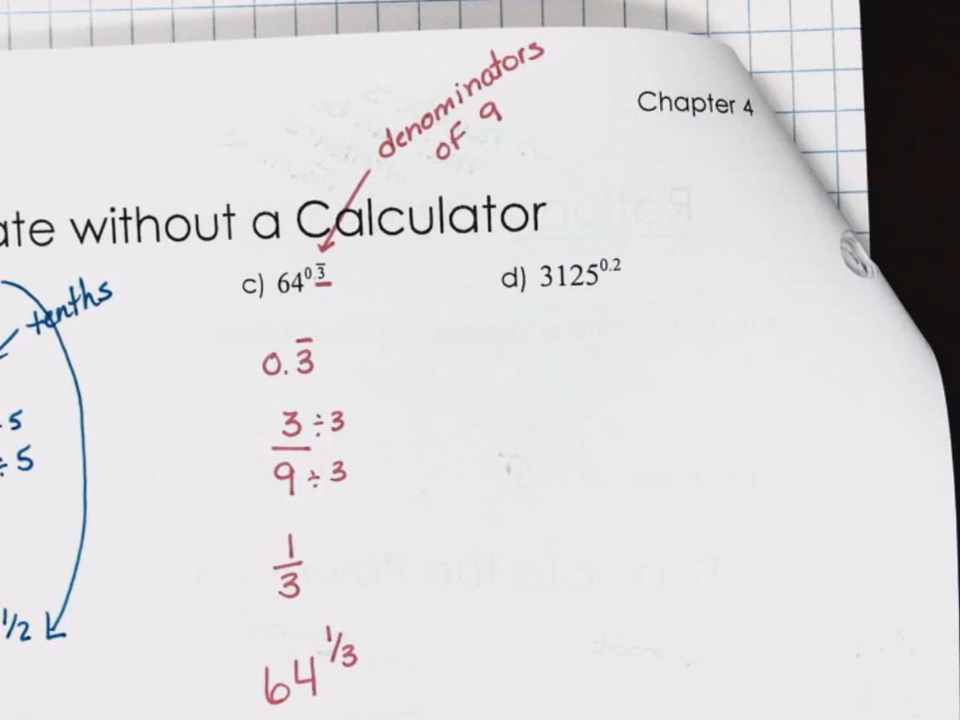 denominators
of 9
Chapter 4
ate without a Calculator
tenths
c) 64^0.3̅
d) 3125^0.2
0.3̅
3 ÷ 3
9 ÷ 3
5
÷ 5
1
3
1/2
64^1/3